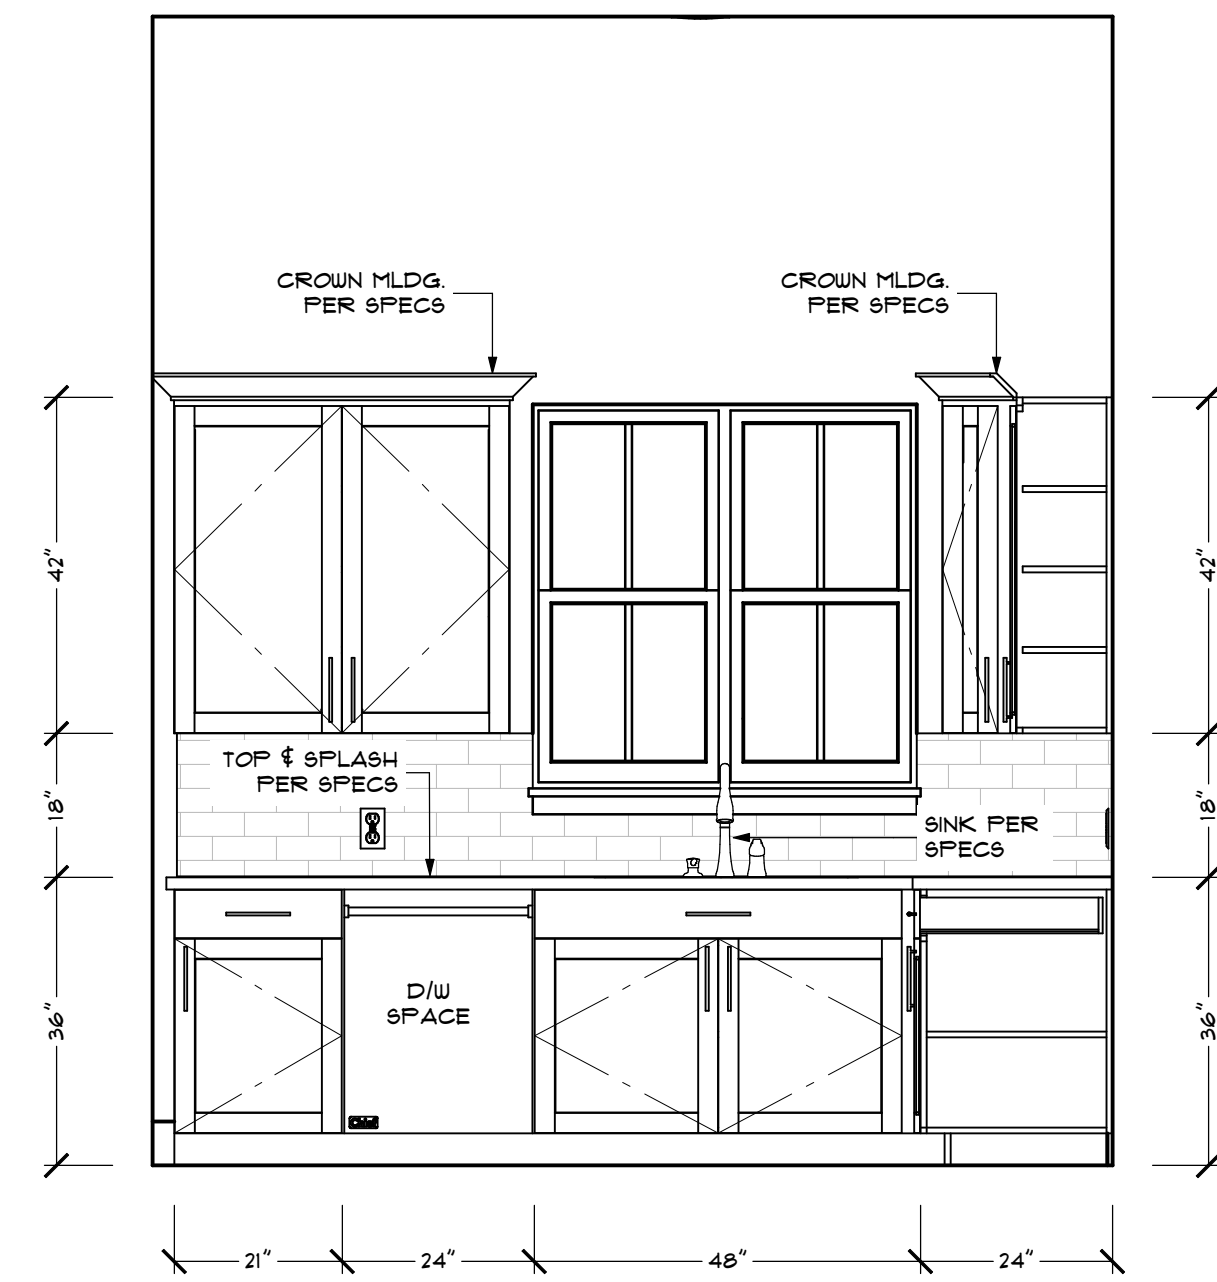 CROWN MLDG.
PER SPECS
CROWN MLDG.
PER SPECS
42"
42"
TOP & SPLASH
PER SPECS
18"
18"
SINK PER
SPECS
D/W
SPACE
36"
36"
Chief
21"
24"
48"
24"